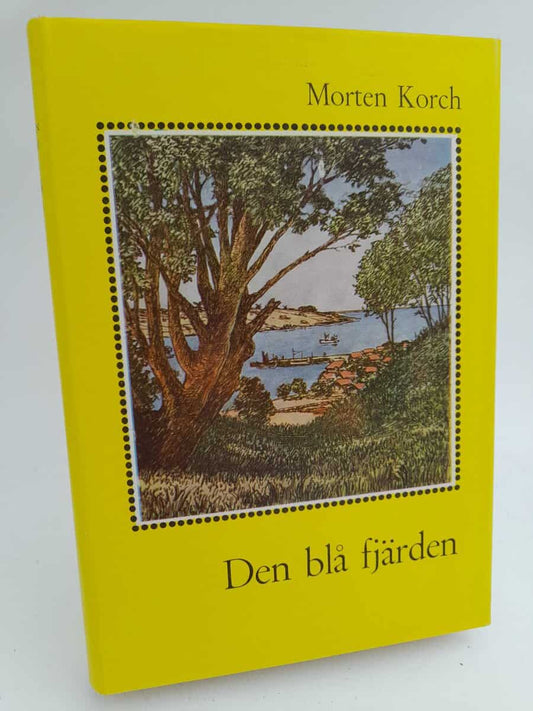 Morten Korch
Den blå fjärden